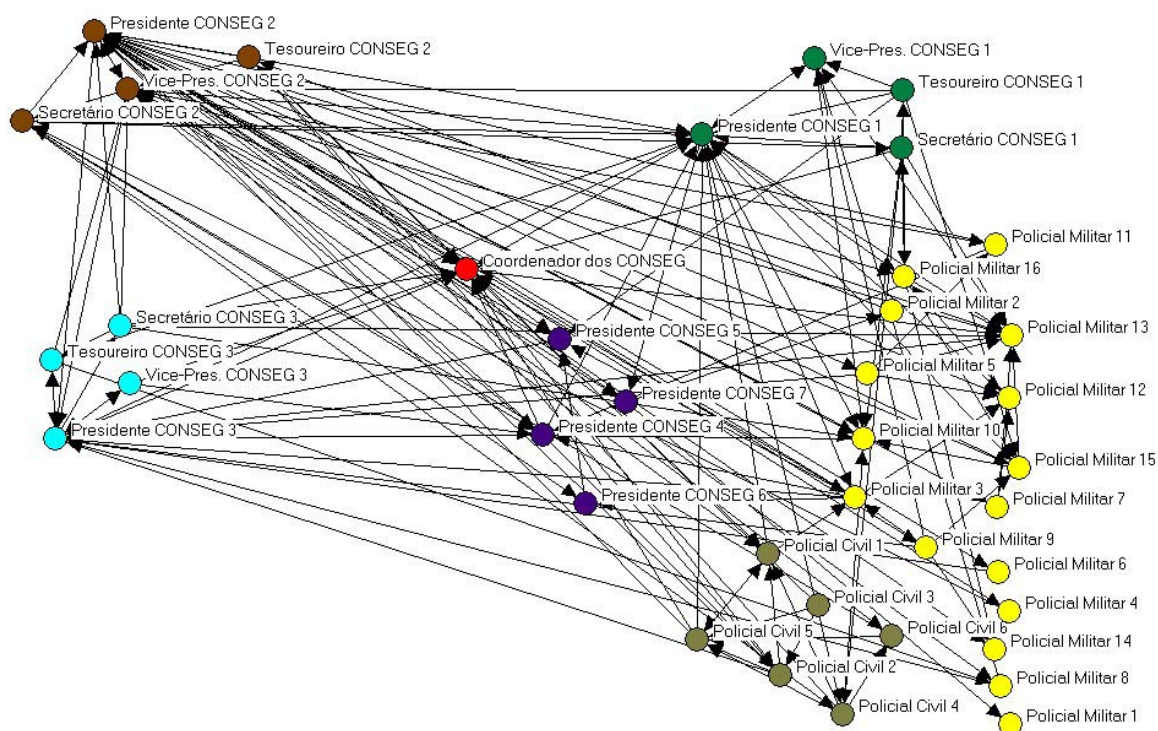 Presidente CONSEG 2
Tesoureiro CONSEG 2
Vice-Pres. CONSEG 2
Secretário CONSEG 2
Vice-Pres. CONSEG 1
Tesoureiro CONSEG 1
Presidente CONSEG 1
Secretário CONSEG 1
Policial Militar 11
Coordenador dos CONSEG
Policial Militar 16
Policial Militar 2
Secretário CONSEG 3
Presidente CONSEG 5
Policial Militar 13
Tesoureiro CONSEG 3
Vice-Pres. CONSEG 3
Policial Militar 5
Presidente CONSEG 7
Policial Militar 12
Presidente CONSEG 3
Presidente CONSEG 4
Policial Militar 10
Policial Militar 15
Presidente CONSEG 6
Policial Militar 3
Policial Militar 7
Policial Civil 1
Policial Militar 9
Policial Militar 6
Policial Civil 3
Policial Militar 4
Policial Civil 5
Policial Civil 6
Policial Militar 14
Policial Civil 2
Policial Militar 8
Policial Civil 4
Policial Militar 1